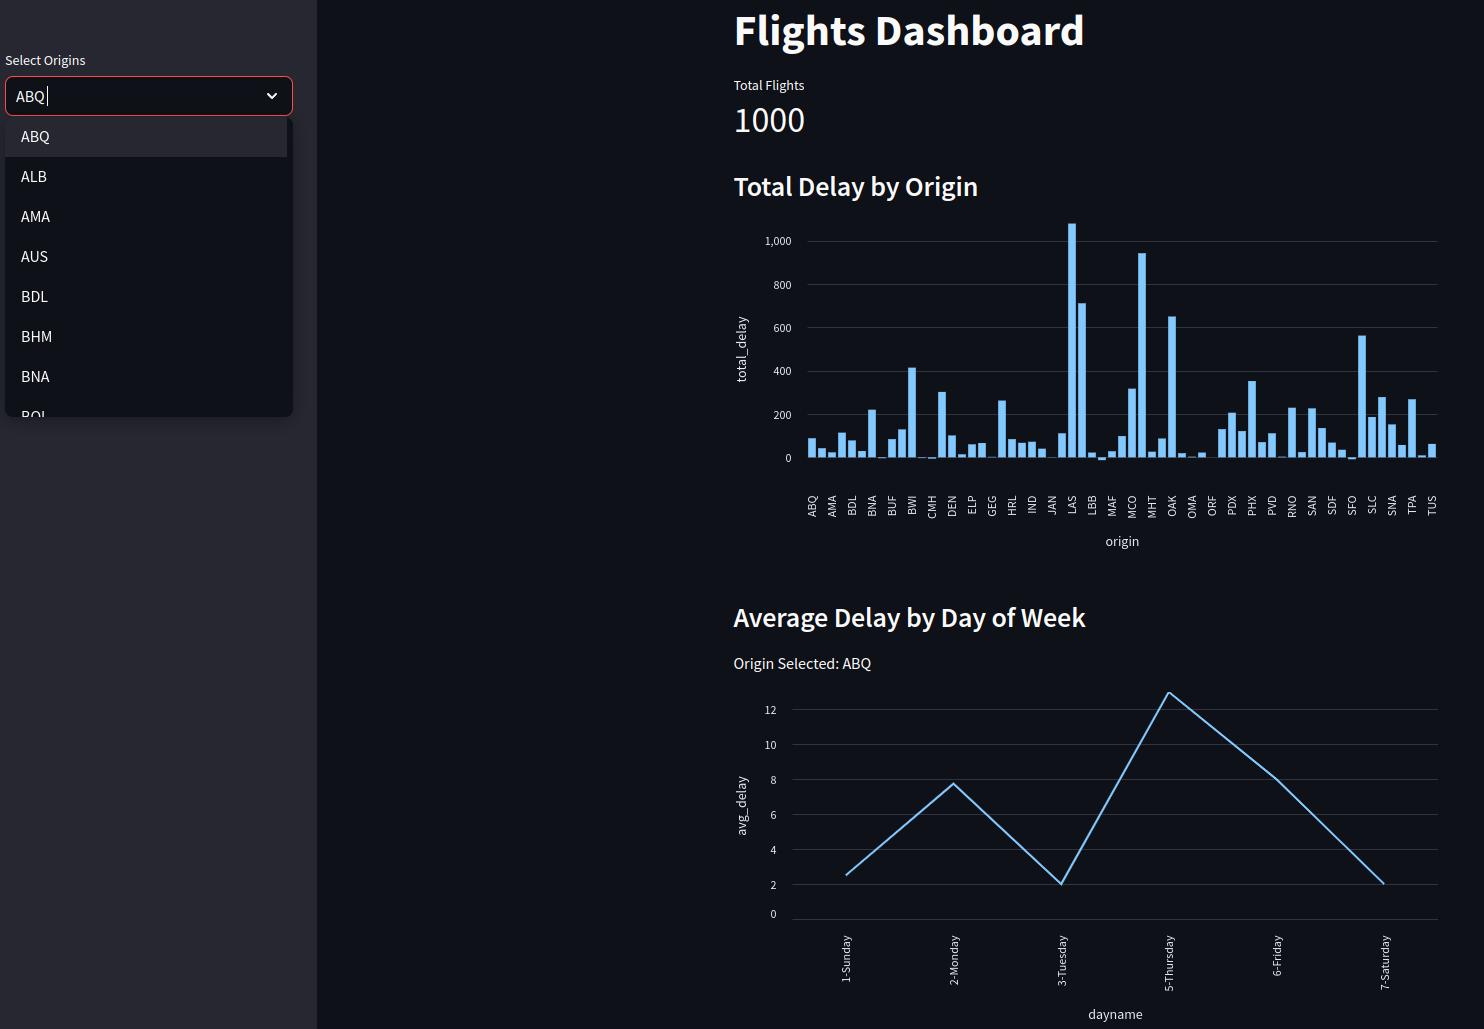 Select Origins
ABQ
ABQ
ALB
AMA
AUS
BDL
BHM
BNA
Flights Dashboard
Total Flights
1000
Total Delay by Origin
1,000
800
600
400
200
0
total_delay
ABQ AMA BDL BNA BUF BWI CMH DEN ELP GEG HRL IND JAN LAS LBB MAF MCO MHT OAK OMA ORF PDX PHX PVD RNO SAN SDF SFO SLC SNA TPA TUS
origin
Average Delay by Day of Week
Origin Selected: ABQ
12
10
8
6
4
2
0
avg_delay
1-Sunday 2-Monday 3-Tuesday 5-Thursday 6-Friday 7-Saturday
dayname